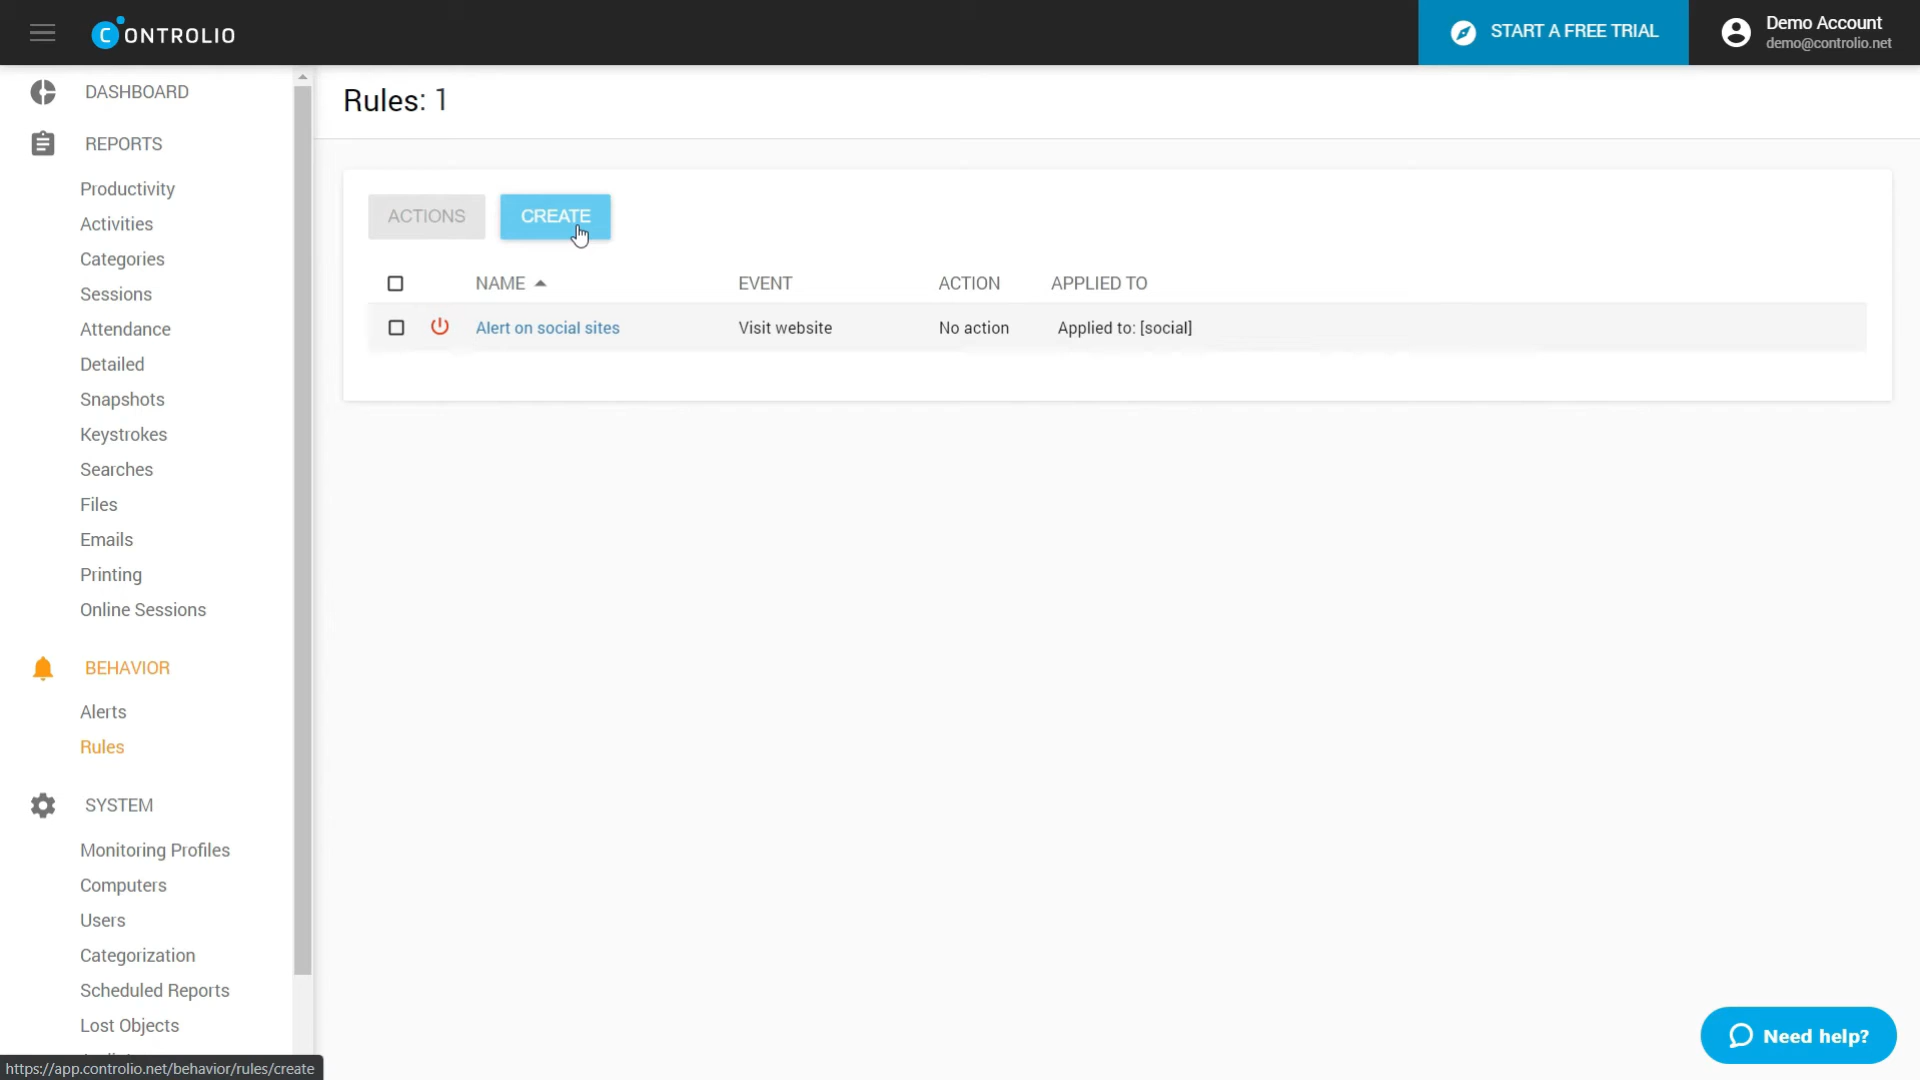 CONTROLIO
START A FREE TRIAL
Demo Account
demo@controlio.net
DASHBOARD
REPORTS
Productivity
Activities
Categories
Sessions
Attendance
Detailed
Snapshots
Keystrokes
Searches
Files
Emails
Printing
Online Sessions
BEHAVIOR
Alerts
Rules
SYSTEM
Monitoring Profiles
Computers
Users
Categorization
Scheduled Reports
Lost Objects
https://app.controlio.net/behavior/rules/create
Rules: 1
ACTIONS CREATE
NAME EVENT ACTION APPLIED TO
Alert on social sites Visit website No action Applied to: [social]
Need help?